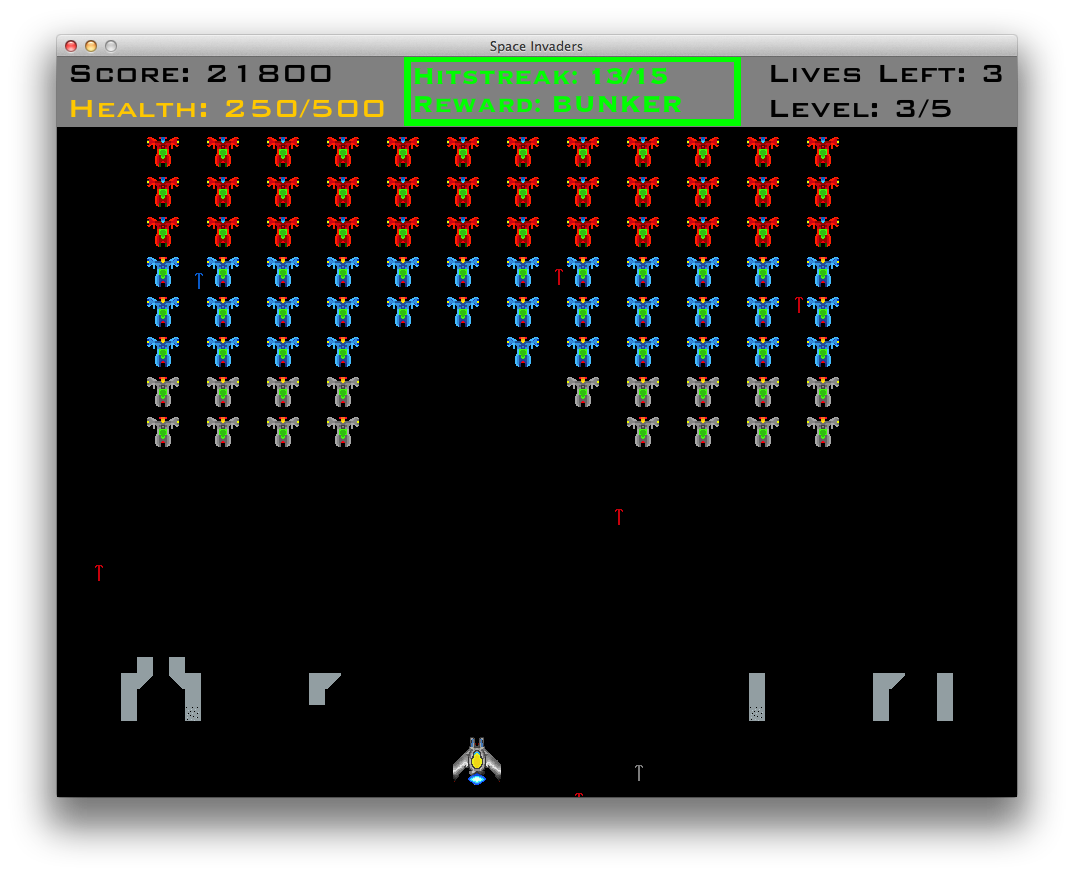 Space Invaders
Score: 21800
Health: 250/500
Hitstreak: 13/15
Reward: BUNKER
Lives Left: 3
Level: 3/5